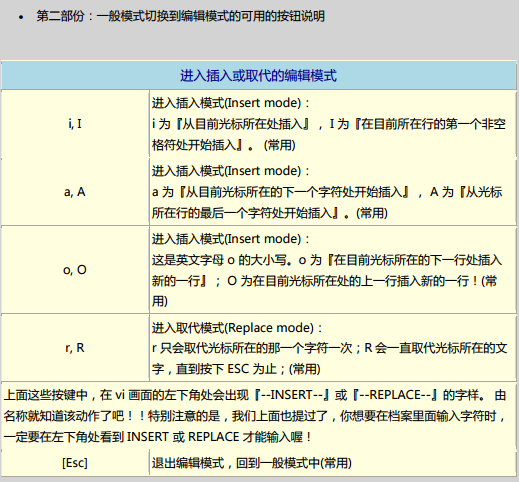 • 第二部份：一般模式切换到编辑模式的可用的按钮说明
进入插入或取代的编辑模式
i, I
进入插入模式(Insert mode)：
i 为『从目前光标所在处插入』， I 为『在目前所在行的第一个非空
格符处开始插入』。 (常用)
a, A
进入插入模式(Insert mode)：
a 为『从目前光标所在的下一个字符处开始插入』， A 为『从光标
所在行的最后一个字符处开始插入』。(常用)
o, O
进入插入模式(Insert mode)：
这是英文字母 o 的大小写。o 为『在目前光标所在的下一行处插入
新的一行』； O 为在目前光标所在处的上一行插入新的一行！(常
用)
r, R
进入取代模式(Replace mode)：
r 只会取代光标所在的那一个字符一次；R会一直取代光标所在的文
字，直到按下 ESC 为止；(常用)
上面这些按键中，在 vi 画面的左下角处会出现『--INSERT--』或『--REPLACE--』的字样。 由
名称就知道该动作了吧！！特别注意的是，我们上面也提过了，你想要在档案里面输入字符时，
一定要在左下角处看到 INSERT 或 REPLACE 才能输入喔！
[Esc]
退出编辑模式，回到一般模式中(常用)